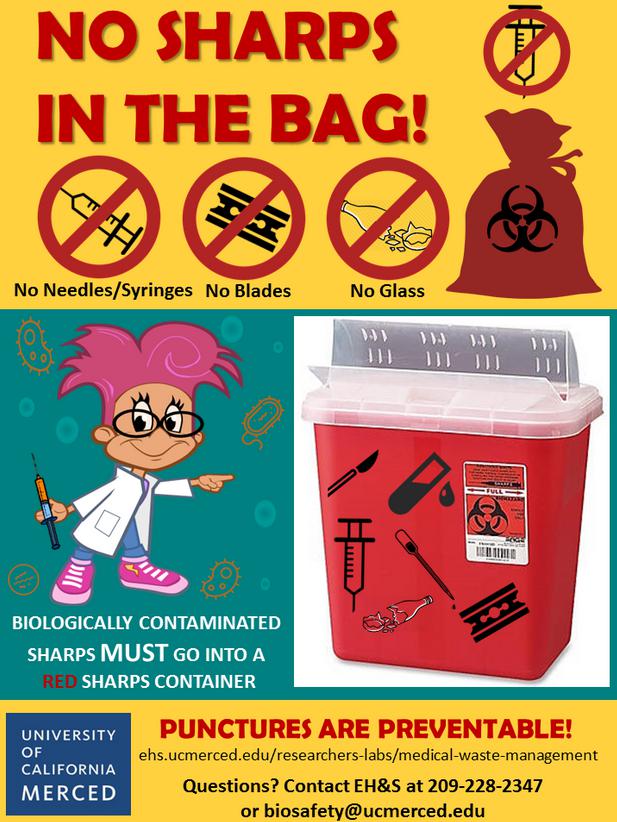 NO SHARPS
IN THE BAG!
No Needles/Syringes
No Blades
No Glass
BIOLOGICALLY CONTAMINATED
SHARPS MUST GO INTO A
RED SHARPS CONTAINER
SHARPS
FULL
BIOHAZARD
UNIVERSITY
OF
CALIFORNIA
MERCED
PUNCTURES ARE PREVENTABLE!
ehs.ucmerced.edu/researchers-labs/medical-waste-management
Questions? Contact EH&S at 209-228-2347
or biosafety@ucmerced.edu